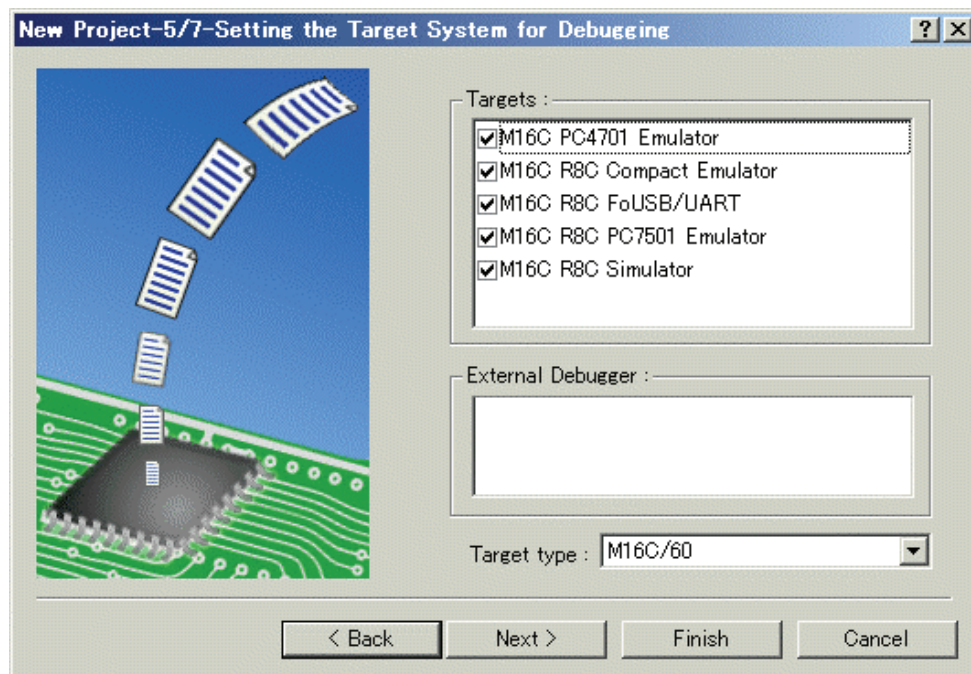 New Project-5/7-Setting the Target System for Debugging
Targets :
M16C PC4701 Emulator
M16C R8C Compact Emulator
M16C R8C FoUSB/UART
M16C R8C PC7501 Emulator
M16C R8C Simulator
External Debugger :
Target type : M16C/60
< Back Next > Finish Cancel